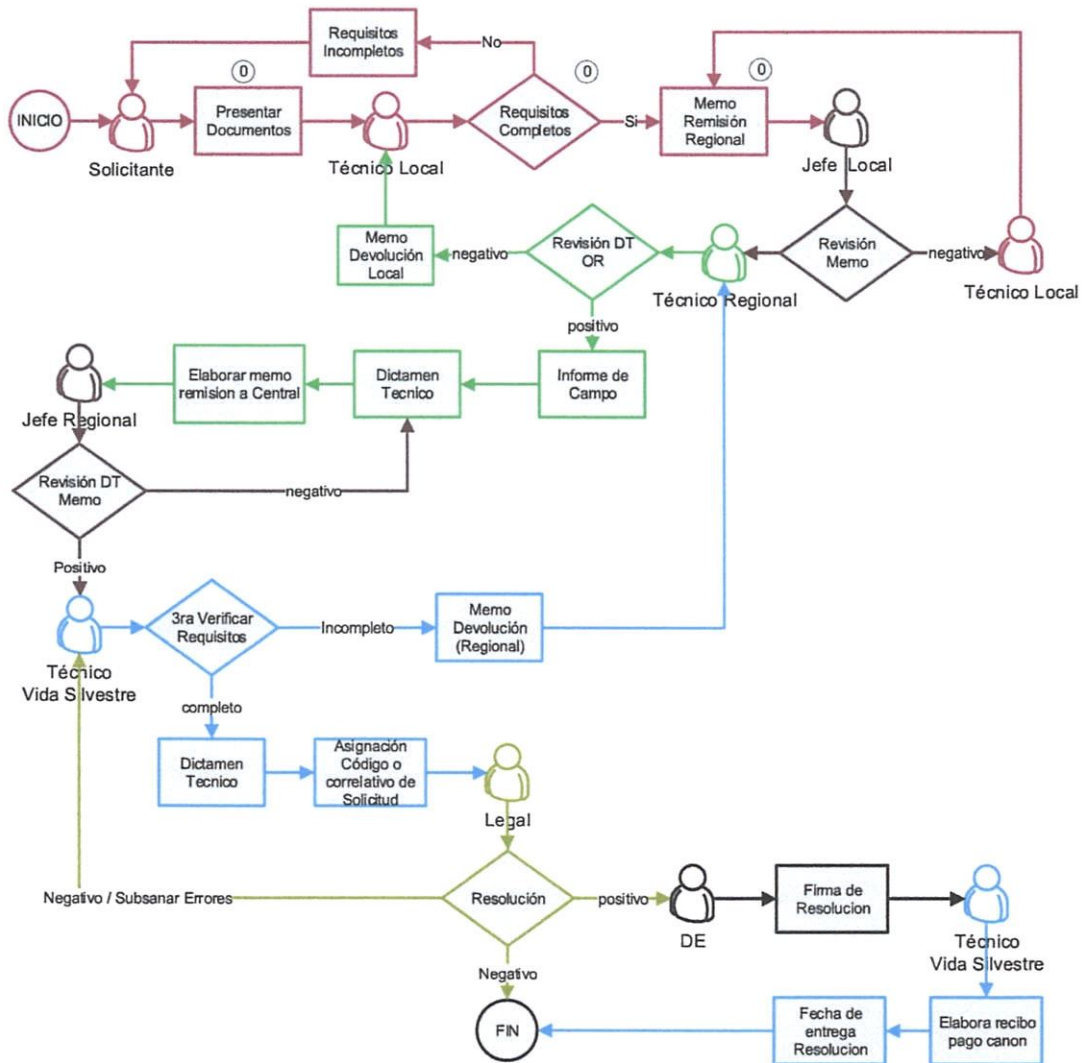 Requisitos
Incompletos
No
0
0
0
INICIO
Presentar
Documentos
Requisitos
Completos
Si
Memo
Remisión
Regional
Solicitante
Técnico Local
Jefe Local
Memo
Devolución
Local
negativo
Revisión DT
OR
Técnico Regional
Revisión
Memo
negativo
Técnico Local
positivo
Jefe Regional
Elaborar memo
remision a Central
Dictamen
Tecnico
Informe de
Campo
Revisión DT
Memo
negativo
Positivo
Técnico
Vida Silvestre
3ra Verificar
Requisitos
Incompleto
Memo
Devolución
(Regional)
completo
Dictamen
Tecnico
Asignación
Código o
correlativo de
Solicitud
Legal
Negativo / Subsanar Errores
Resolución
positivo
DE
Firma de
Resolucion
Técnico
Vida Silvestre
Negativo
FIN
Fecha de
entrega
Resolucion
Elabora recibo
pago canon